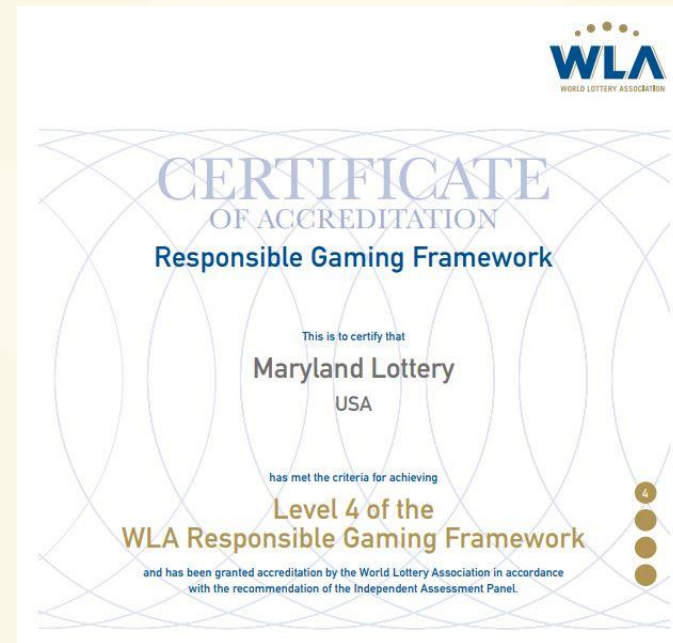 WLA
WORLD LOTTERY ASSOCIATION
CERTIFICATE
OF ACCREDITATION
Responsible Gaming Framework
This is to certify that
Maryland Lottery
USA
has met the criteria for achieving
Level 4 of the
WLA Responsible Gaming Framework
4
and has been granted accreditation by the World Lottery Association in accordance
with the recommendation of the Independent Assessment Panel.